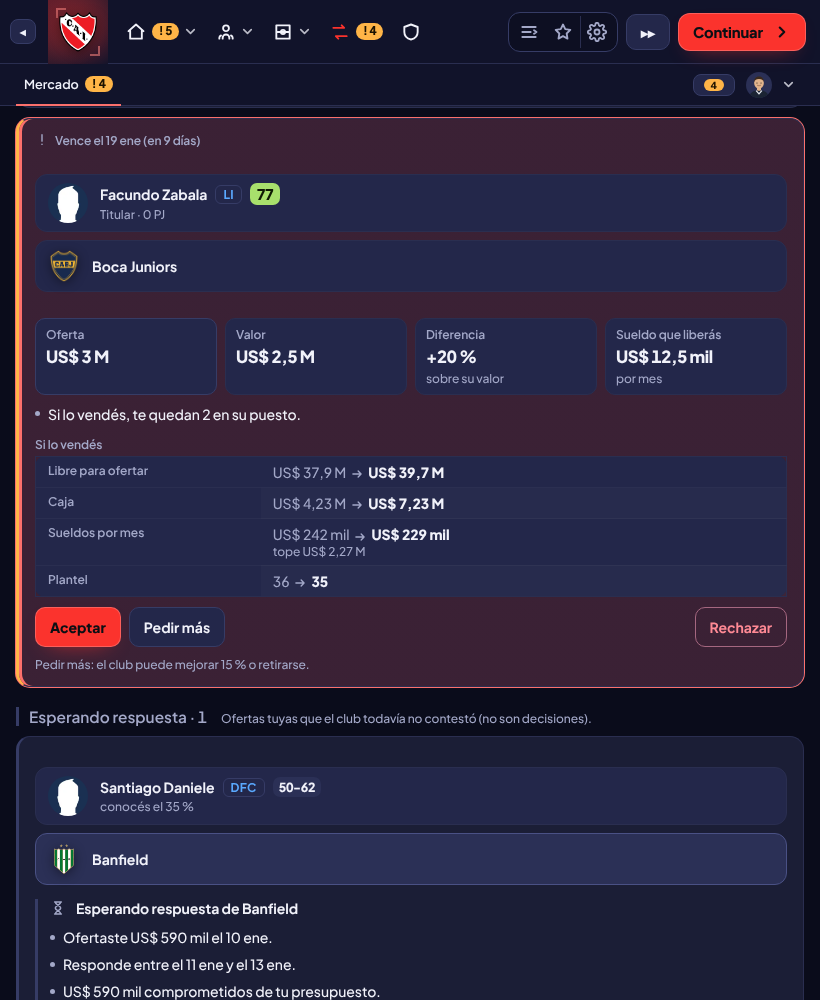 ! 5
! 4
Continuar
Mercado ! 4
4
! Vence el 19 ene (en 9 días)
Facundo Zabala LI 77
Titular · 0 PJ
Boca Juniors
Oferta
US$ 3 M
Valor
US$ 2,5 M
Diferencia
+20 %
sobre su valor
Sueldo que liberás
US$ 12,5 mil
por mes
• Si lo vendés, te quedan 2 en su puesto.
Si lo vendés
Libre para ofertar US$ 37,9 M → US$ 39,7 M
Caja US$ 4,23 M → US$ 7,23 M
Sueldos por mes US$ 242 mil → US$ 229 mil
tope US$ 2,27 M
Plantel 36 → 35
Aceptar Pedir más Rechazar
Pedir más: el club puede mejorar 15 % o retirarse.
Esperando respuesta · 1 Ofertas tuyas que el club todavía no contestó (no son decisiones).
Santiago Daniele DFC 50–62
conocés el 35 %
Banfield
Esperando respuesta de Banfield
• Ofertaste US$ 590 mil el 10 ene.
• Responde entre el 11 ene y el 13 ene.
• US$ 590 mil comprometidos de tu presupuesto.